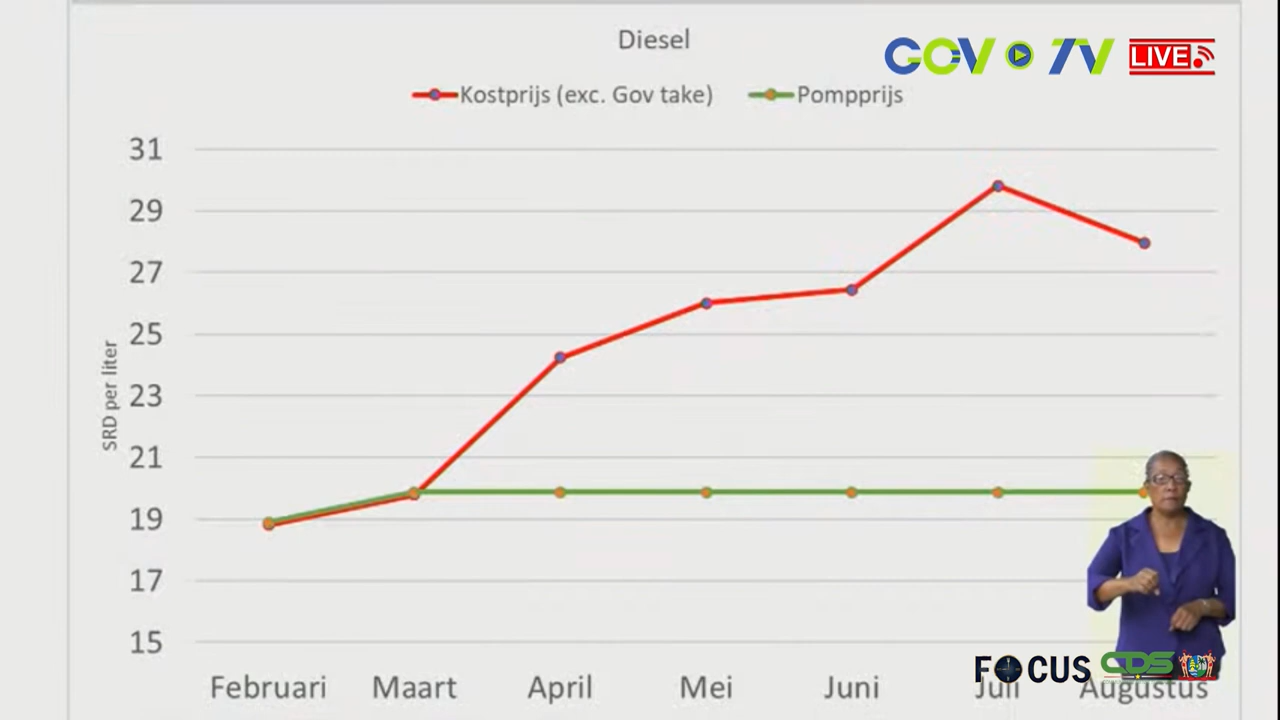 Diesel
GOV TV LIVE
Kostprijs (exc. Gov take) Pompprijs
31
29
27
25
23
21
19
17
15
SRD per liter
Februari Maart April Mei Juni Juli Augustus
FOCUS CDS